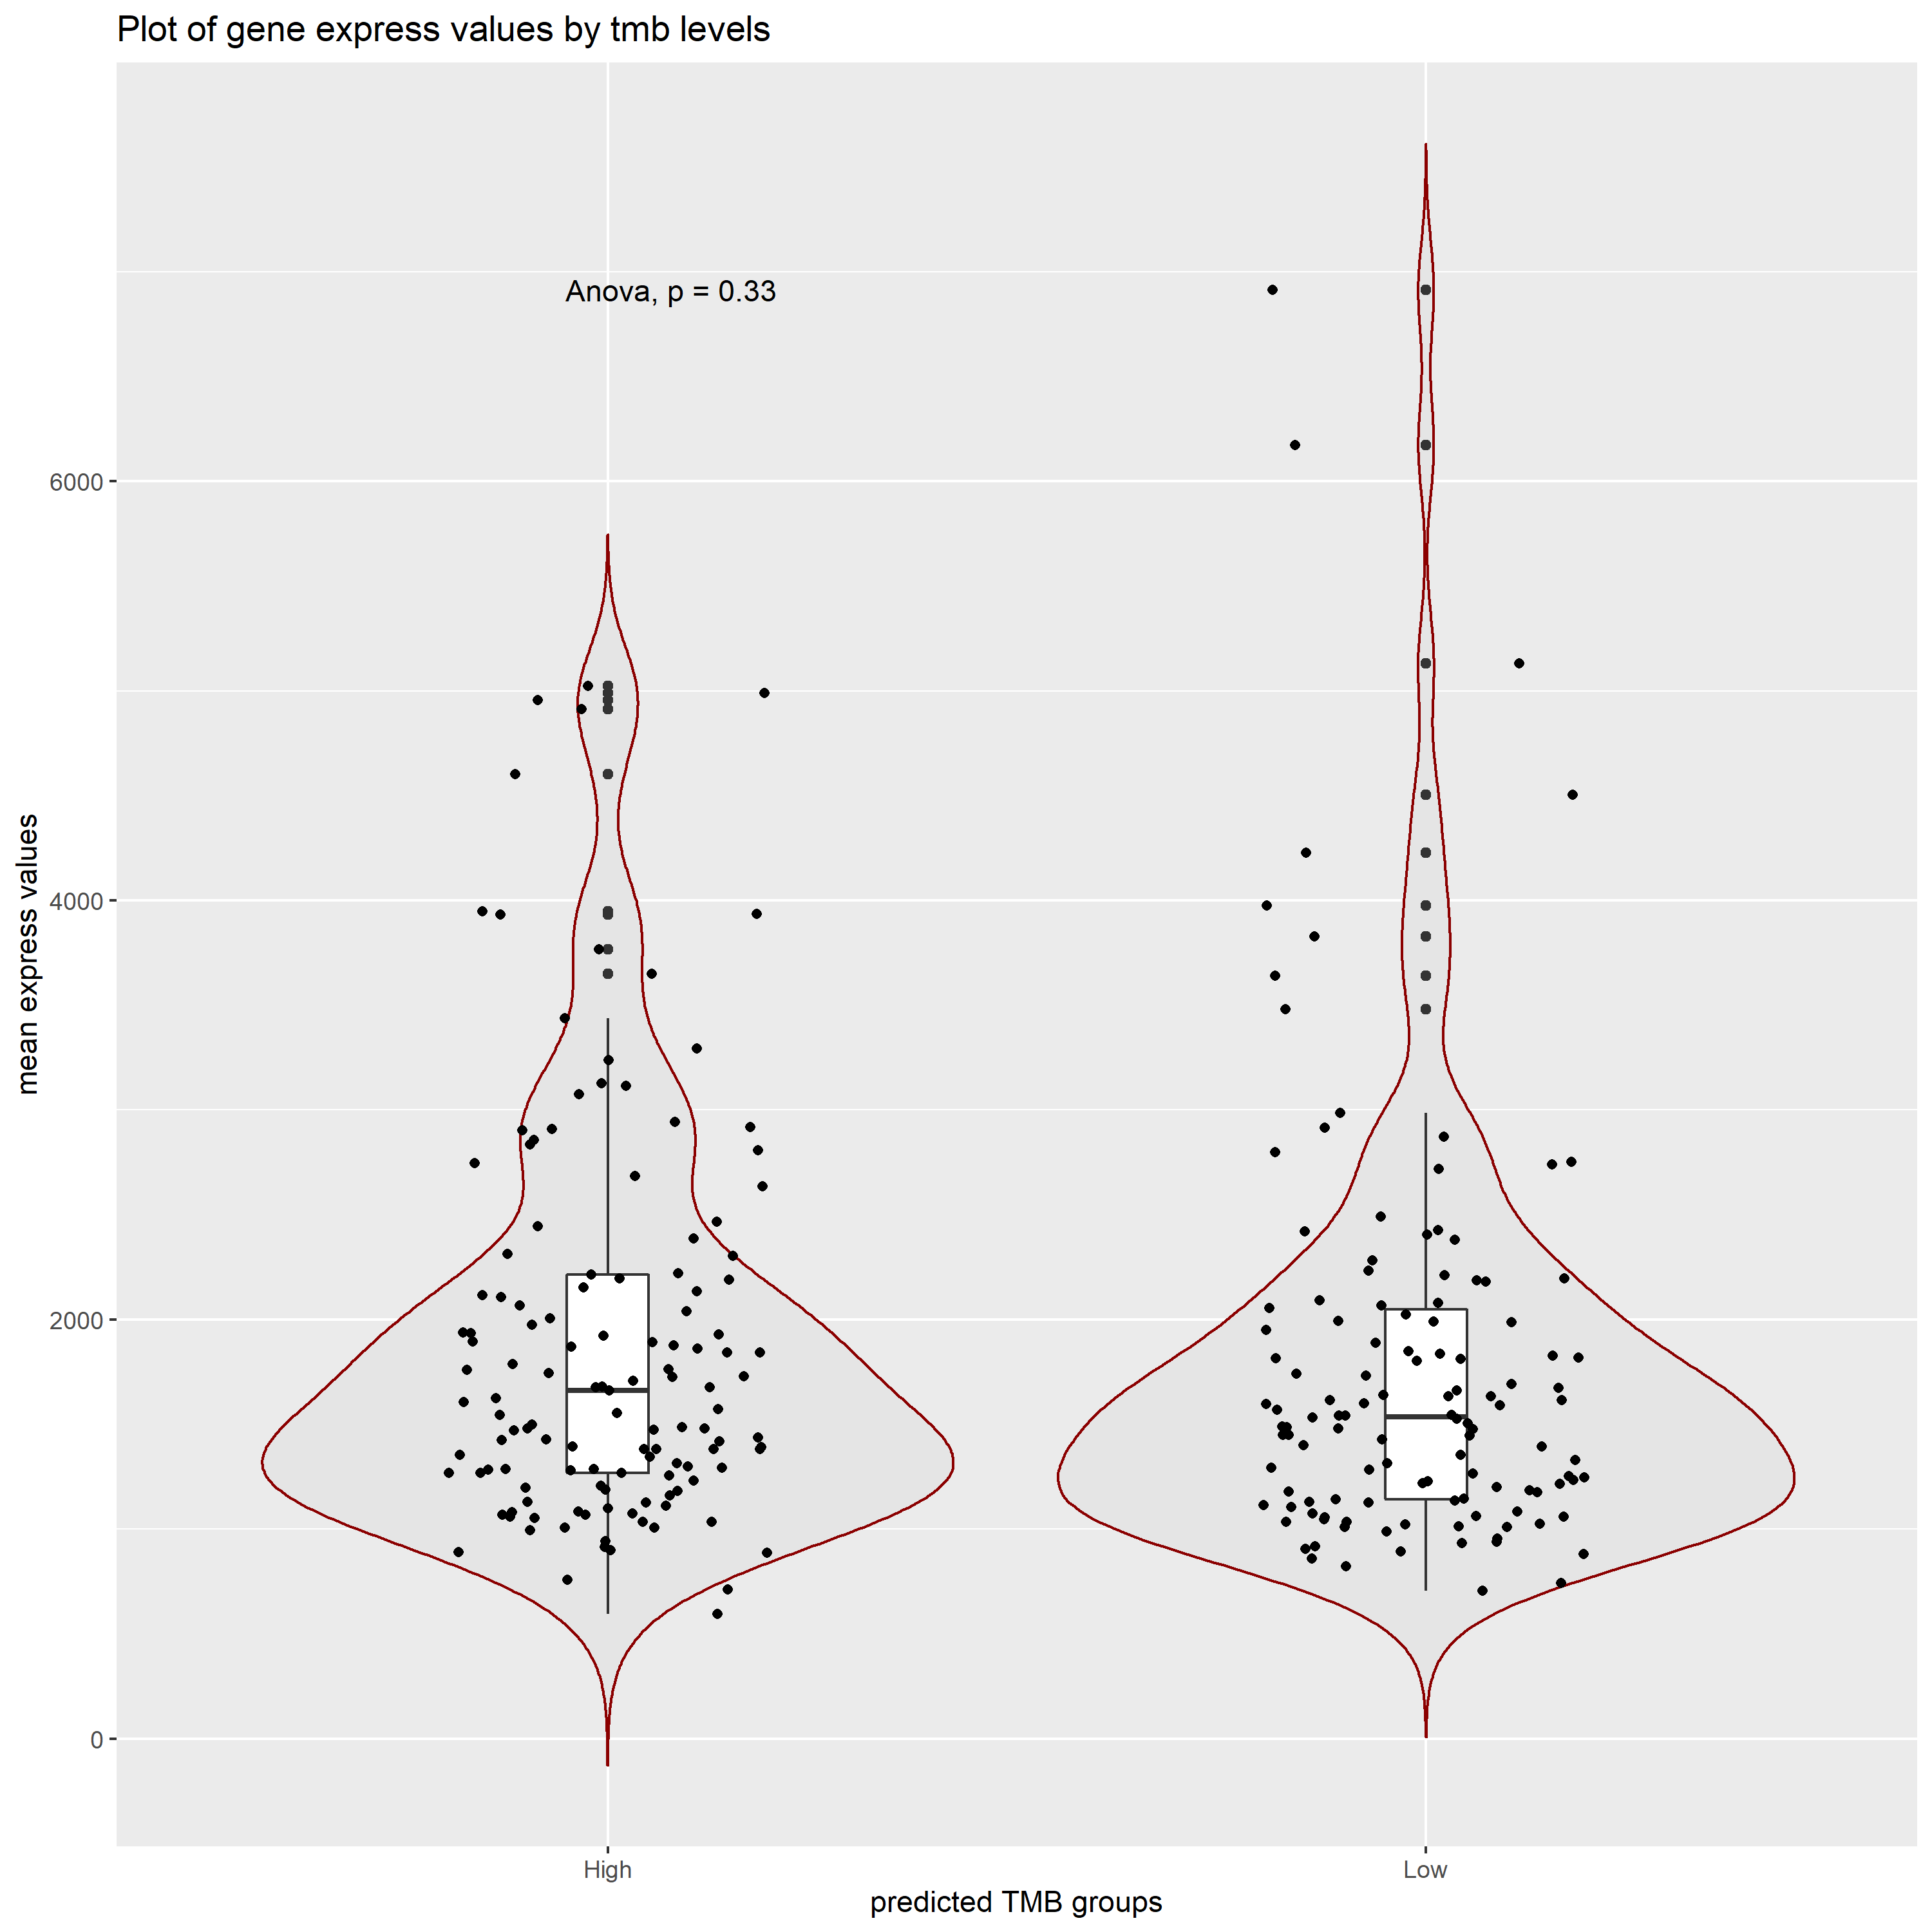 Plot of gene express values by tmb levels
Anova, p = 0.33
mean express values
6000
4000
2000
0
High
Low
predicted TMB groups